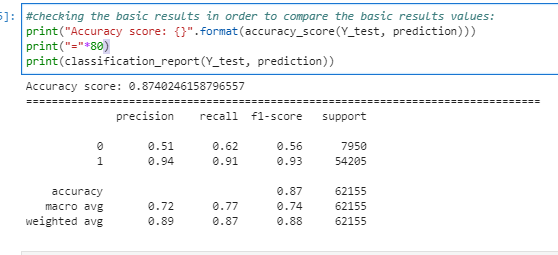 5]: #checking the basic results in order to compare the basic results values:
print("Accuracy score: {}".format(accuracy_score(Y_test, prediction)))
print("="*80)
print(classification_report(Y_test, prediction))
Accuracy score: 0.8740246158796557
================================================================================
precision recall f1-score support
0 0.51 0.62 0.56 7950
1 0.94 0.91 0.93 54205
accuracy 0.87 62155
macro avg 0.72 0.77 0.74 62155
weighted avg 0.89 0.87 0.88 62155